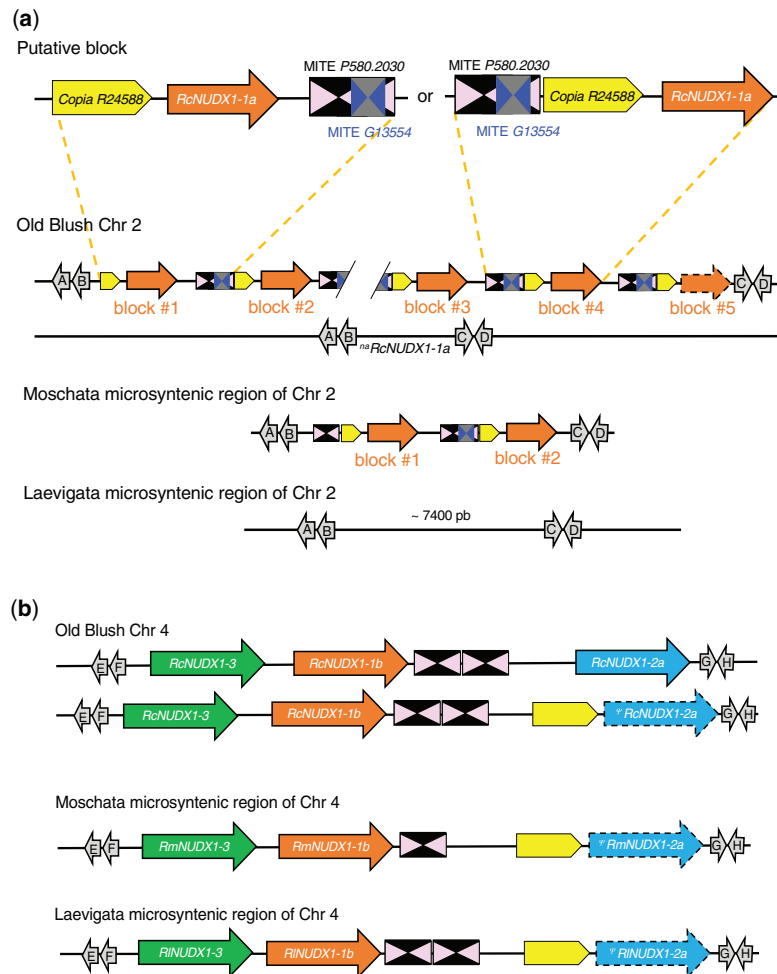 (a)
Putative block
MITE P580.2030 MITE P580.2030
Copia R24588 RcNUDX1-1a or Copia R24588 RcNUDX1-1a
MITE G13554 MITE G13554
Old Blush Chr 2
A B C D
block #1 block #2 block #3 block #4 block #5
A B C D
naRcNUDX1-1a
Moschata microsyntenic region of Chr 2
A B C D
block #1 block #2
Laevigata microsyntenic region of Chr 2
~ 7400 pb
A B C D
(b)
Old Blush Chr 4
E F RcNUDX1-3 RcNUDX1-1b RcNUDX1-2a G H
E F RcNUDX1-3 RcNUDX1-1b Ψ RcNUDX1-2a G H
Moschata microsyntenic region of Chr 4
E F RmNUDX1-3 RmNUDX1-1b Ψ RmNUDX1-2a G H
Laevigata microsyntenic region of Chr 4
E F RlNUDX1-3 RlNUDX1-1b Ψ RlNUDX1-2a G H